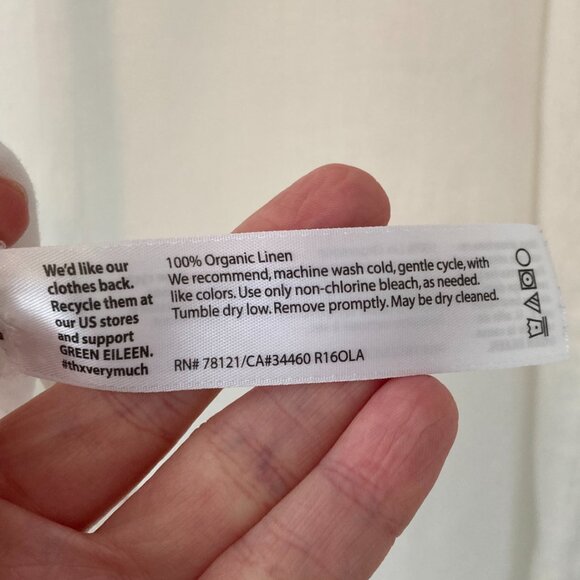 We'd like our
clothes back.
Recycle them at
our US stores
and support
GREEN EILEEN.
#thxverymuch
100% Organic Linen
We recommend, machine wash cold, gentle cycle, with
like colors. Use only non-chlorine bleach, as needed.
Tumble dry low. Remove promptly. May be dry cleaned.
RN# 78121/CA#34460 R16OLA